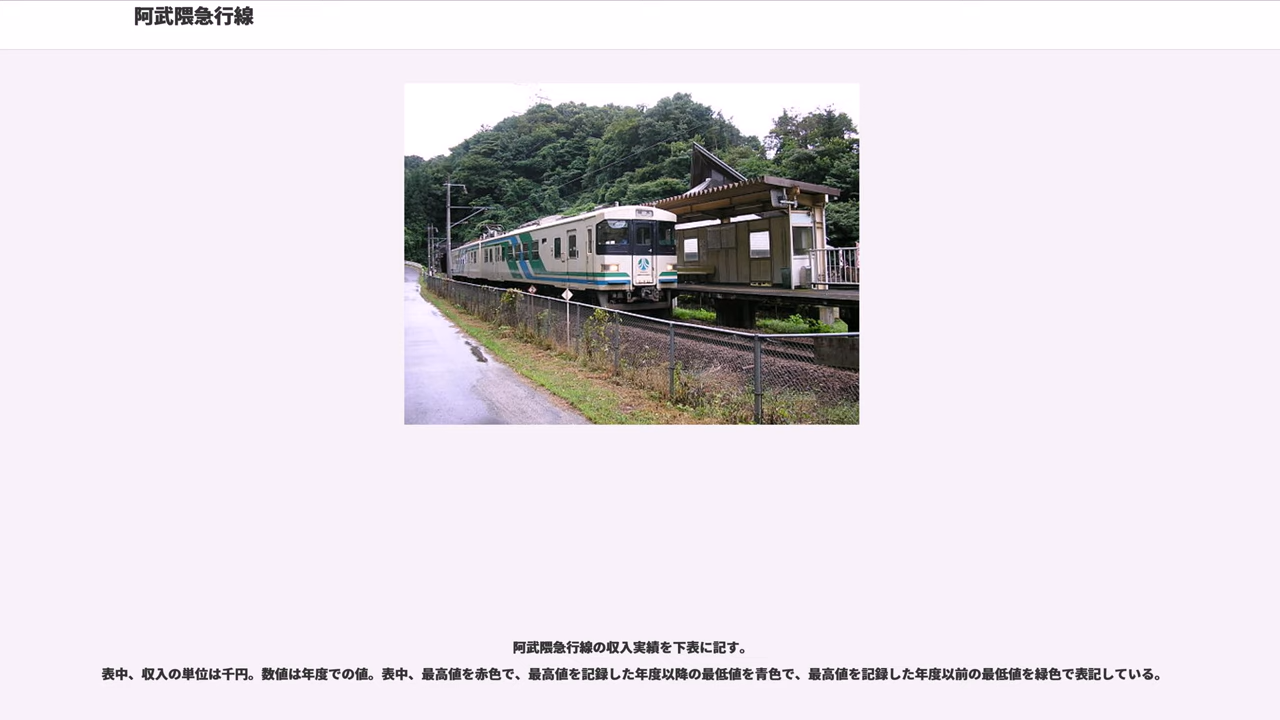 阿武隈急行線
阿武隈急行線の収入実績を下表に記す。
表中、収入の単位は千円。数値は年度での値。表中、最高値を赤色で、最高値を記録した年度以降の最低値を青色で、最高値を記録した年度以前の最低値を緑色で表記している。